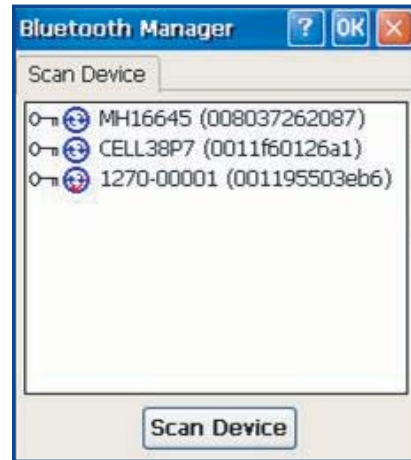 Bluetooth Manager ? OK ×
Scan Device
MH16645 (008037262087)
CELL38P7 (0011f60126a1)
1270-00001 (001195503eb6)
Scan Device